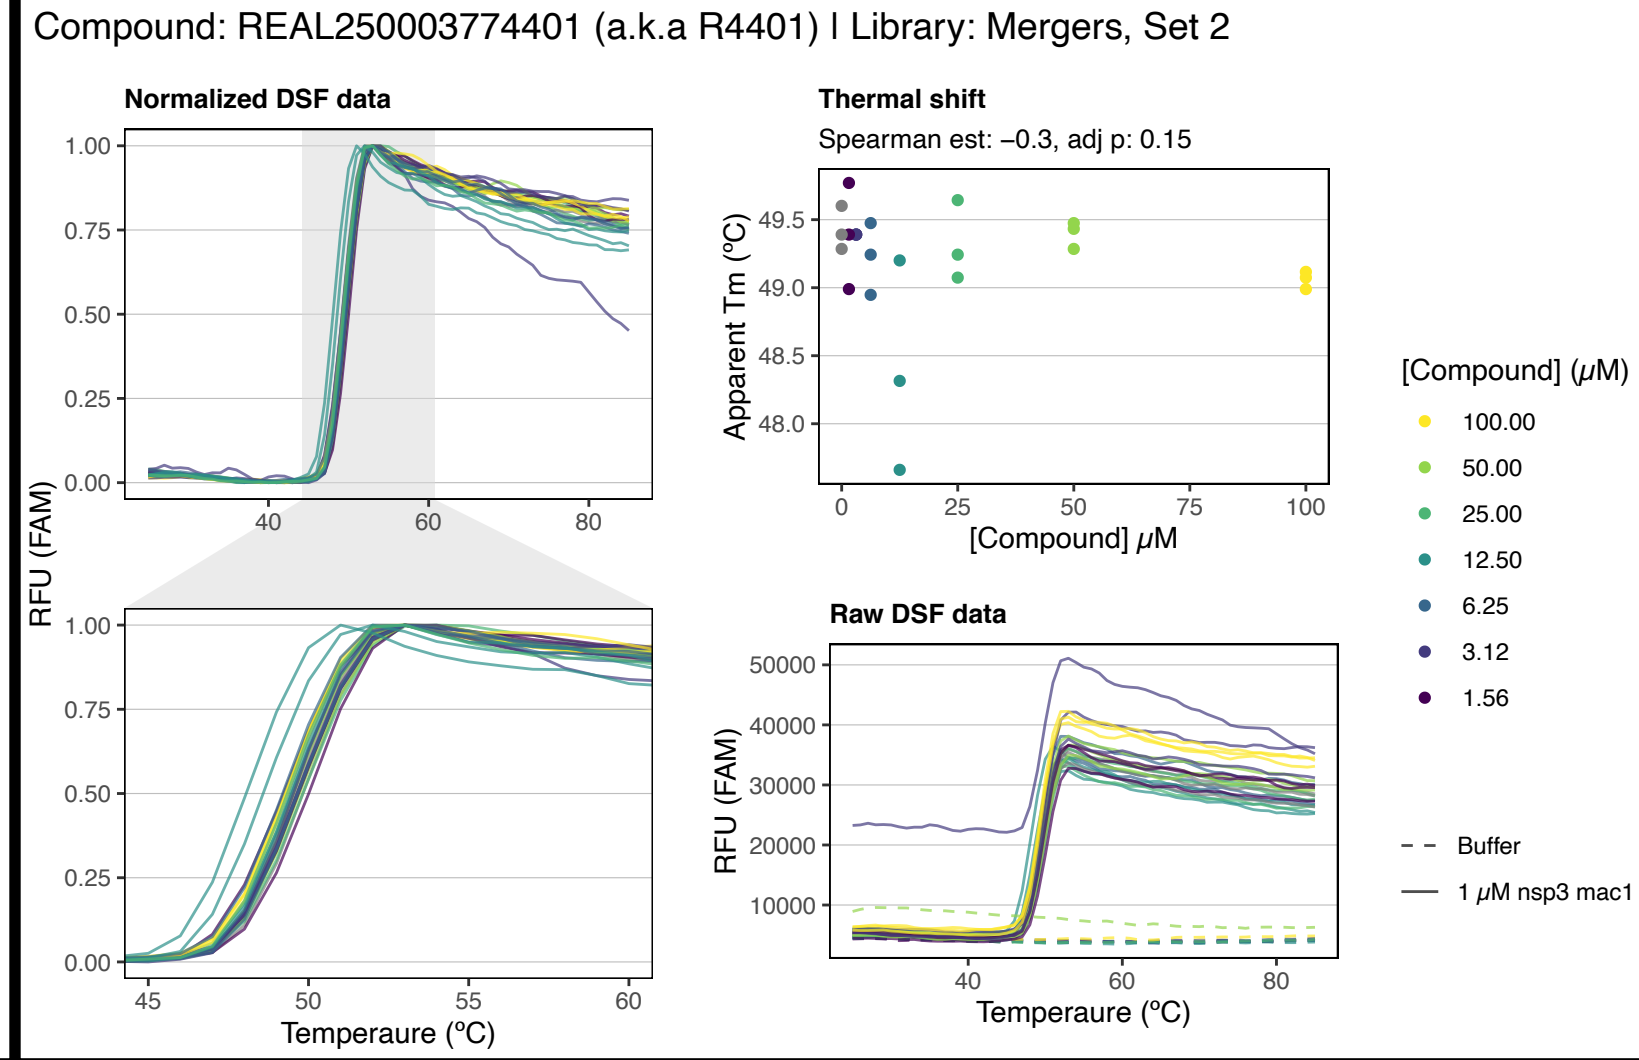 Compound: REAL250003774401 (a.k.a R4401) | Library: Mergers, Set 2
Normalized DSF data
1.00
0.75
0.50
0.25
0.00
40 60 80
RFU (FAM)
1.00
0.75
0.50
0.25
0.00
45 50 55 60
Temperaure (ºC)
Thermal shift
Spearman est: −0.3, adj p: 0.15
Apparent Tm (ºC)
49.5
49.0
48.5
48.0
0 25 50 75 100
[Compound] µM
Raw DSF data
RFU (FAM)
50000
40000
30000
20000
10000
40 60 80
Temperaure (ºC)
[Compound] (µM)
100.00
50.00
25.00
12.50
6.25
3.12
1.56
Buffer
1 µM nsp3 mac1